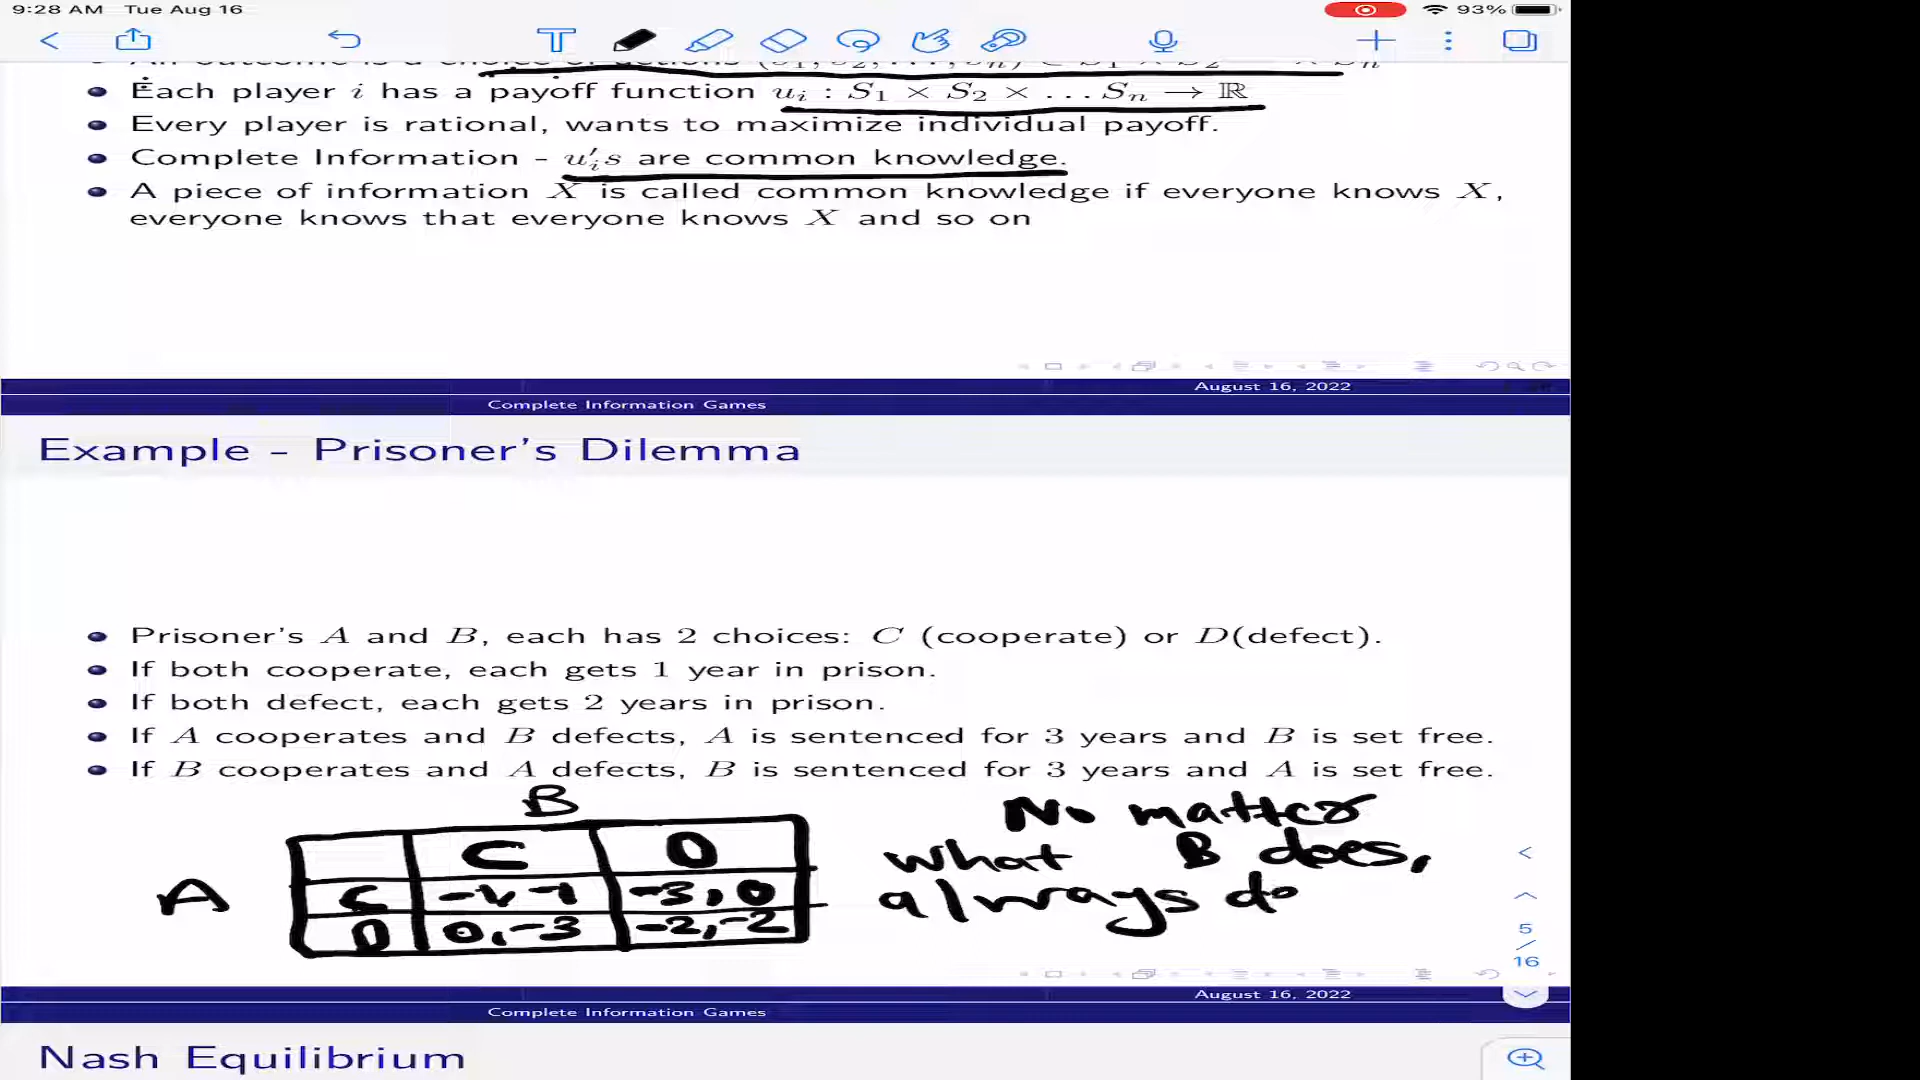 9:28 AM Tue Aug 16
93%
Each player i has a payoff function u_i : S_1 × S_2 × ... S_n → ℝ
Every player is rational, wants to maximize individual payoff.
Complete Information - u_i's are common knowledge.
A piece of information X is called common knowledge if everyone knows X,
everyone knows that everyone knows X and so on
August 16, 2022
Complete Information Games
Example - Prisoner's Dilemma
Prisoner's A and B, each has 2 choices: C (cooperate) or D(defect).
If both cooperate, each gets 1 year in prison.
If both defect, each gets 2 years in prison.
If A cooperates and B defects, A is sentenced for 3 years and B is set free.
If B cooperates and A defects, B is sentenced for 3 years and A is set free.
B
C D
A C -1,-1 -3,0
D 0,-3 -2,-2
No matter
what B does,
always do
5
/
16
August 16, 2022
Complete Information Games
Nash Equilibrium